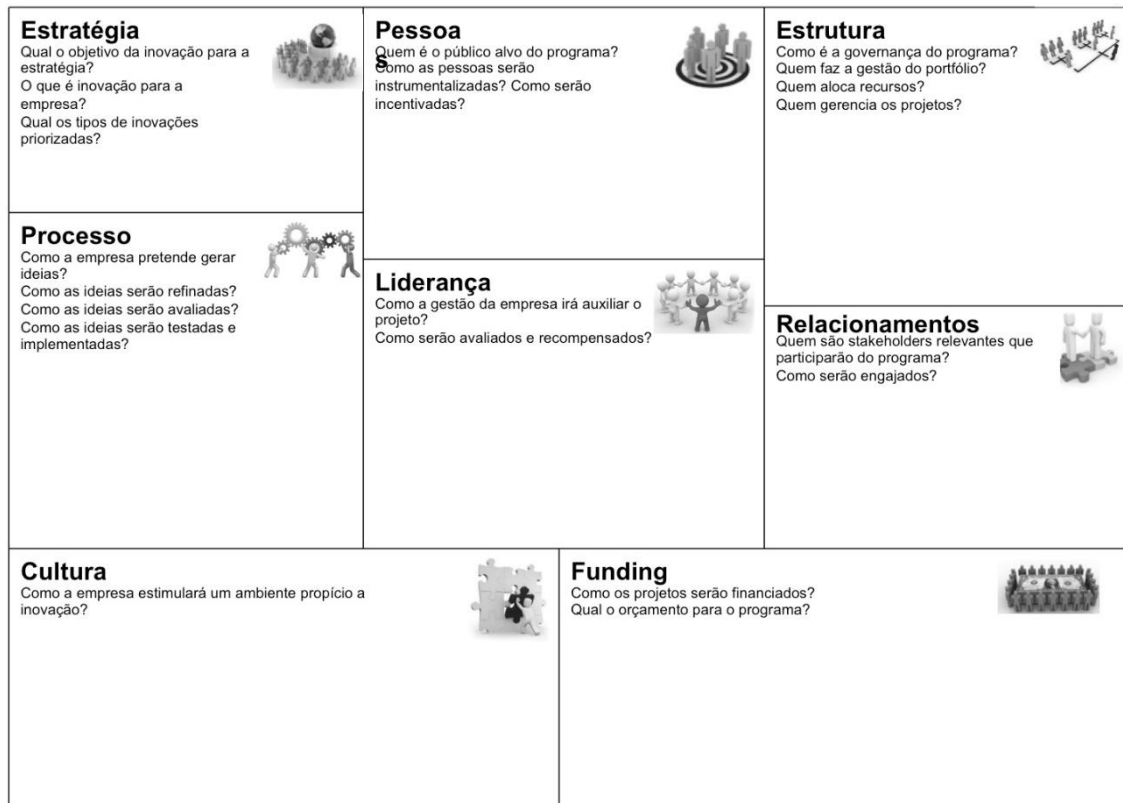 Estratégia
Qual o objetivo da inovação para a
estratégia?
O que é inovação para a
empresa?
Qual os tipos de inovações
priorizadas?
Pessoa
s
Quem é o público alvo do programa?
Como as pessoas serão
instrumentalizadas? Como serão
incentivadas?
Estrutura
Como é a governança do programa?
Quem faz a gestão do portfólio?
Quem aloca recursos?
Quem gerencia os projetos?
Processo
Como a empresa pretende gerar
ideias?
Como as ideias serão refinadas?
Como as ideias serão avaliadas?
Como as ideias serão testadas e
implementadas?
Liderança
Como a gestão da empresa irá auxiliar o
projeto?
Como serão avaliados e recompensados?
Relacionamentos
Quem são stakeholders relevantes que
participarão do programa?
Como serão engajados?
Cultura
Como a empresa estimulará um ambiente propício a
inovação?
Funding
Como os projetos serão financiados?
Qual o orçamento para o programa?